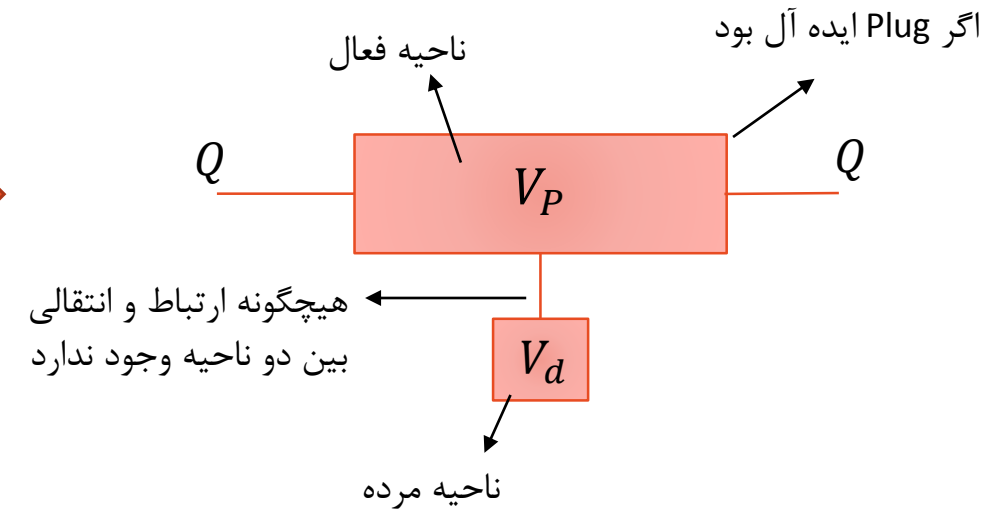 اگر Plug ایده آل بود
ناحیه فعال
Q
Q
V_P
هیچگونه ارتباط و انتقالی
بین دو ناحیه وجود ندارد
V_d
ناحیه مرده